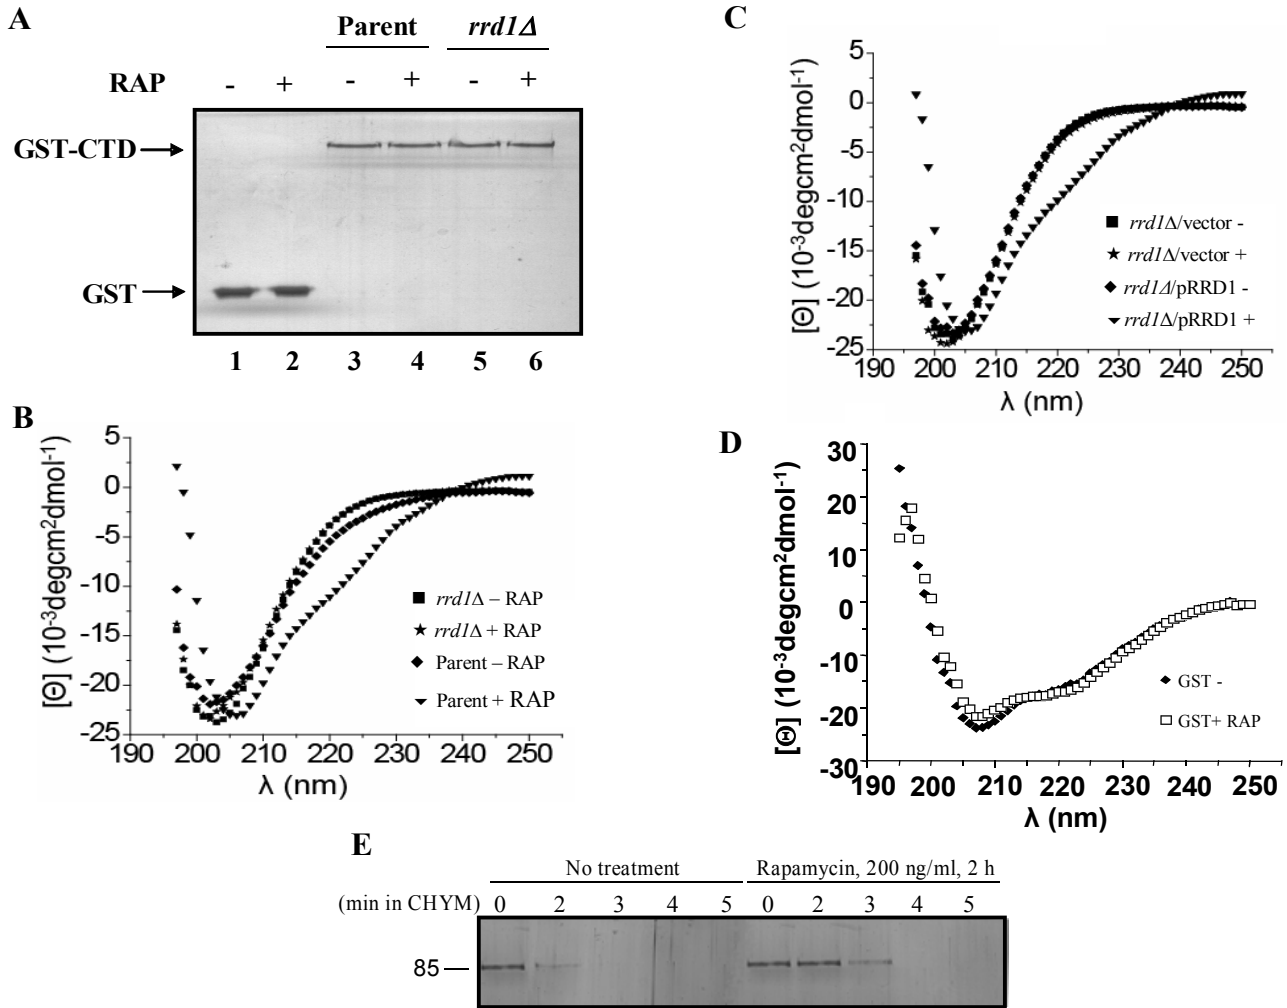 A
Parent rrd1Δ
RAP - + - + - +
GST-CTD
GST
1 2 3 4 5 6
B
[Θ] (10⁻³degcm²dmol⁻¹)
5
0
-5
-10
-15
-20
-25
190 200 210 220 230 240 250
λ (nm)
rrd1Δ – RAP
rrd1Δ + RAP
Parent – RAP
Parent + RAP
C
[Θ] (10⁻³degcm²dmol⁻¹)
5
0
-5
-10
-15
-20
-25
190 200 210 220 230 240 250
λ (nm)
rrd1Δ/vector -
rrd1Δ/vector +
rrd1Δ/pRRD1 -
rrd1Δ/pRRD1 +
D
[Θ] (10⁻³degcm²dmol⁻¹)
30
20
10
0
-10
-20
-30
190 200 210 220 230 240 250
λ (nm)
GST -
GST+ RAP
E
No treatment Rapamycin, 200 ng/ml, 2 h
(min in CHYM) 0 2 3 4 5 0 2 3 4 5
85